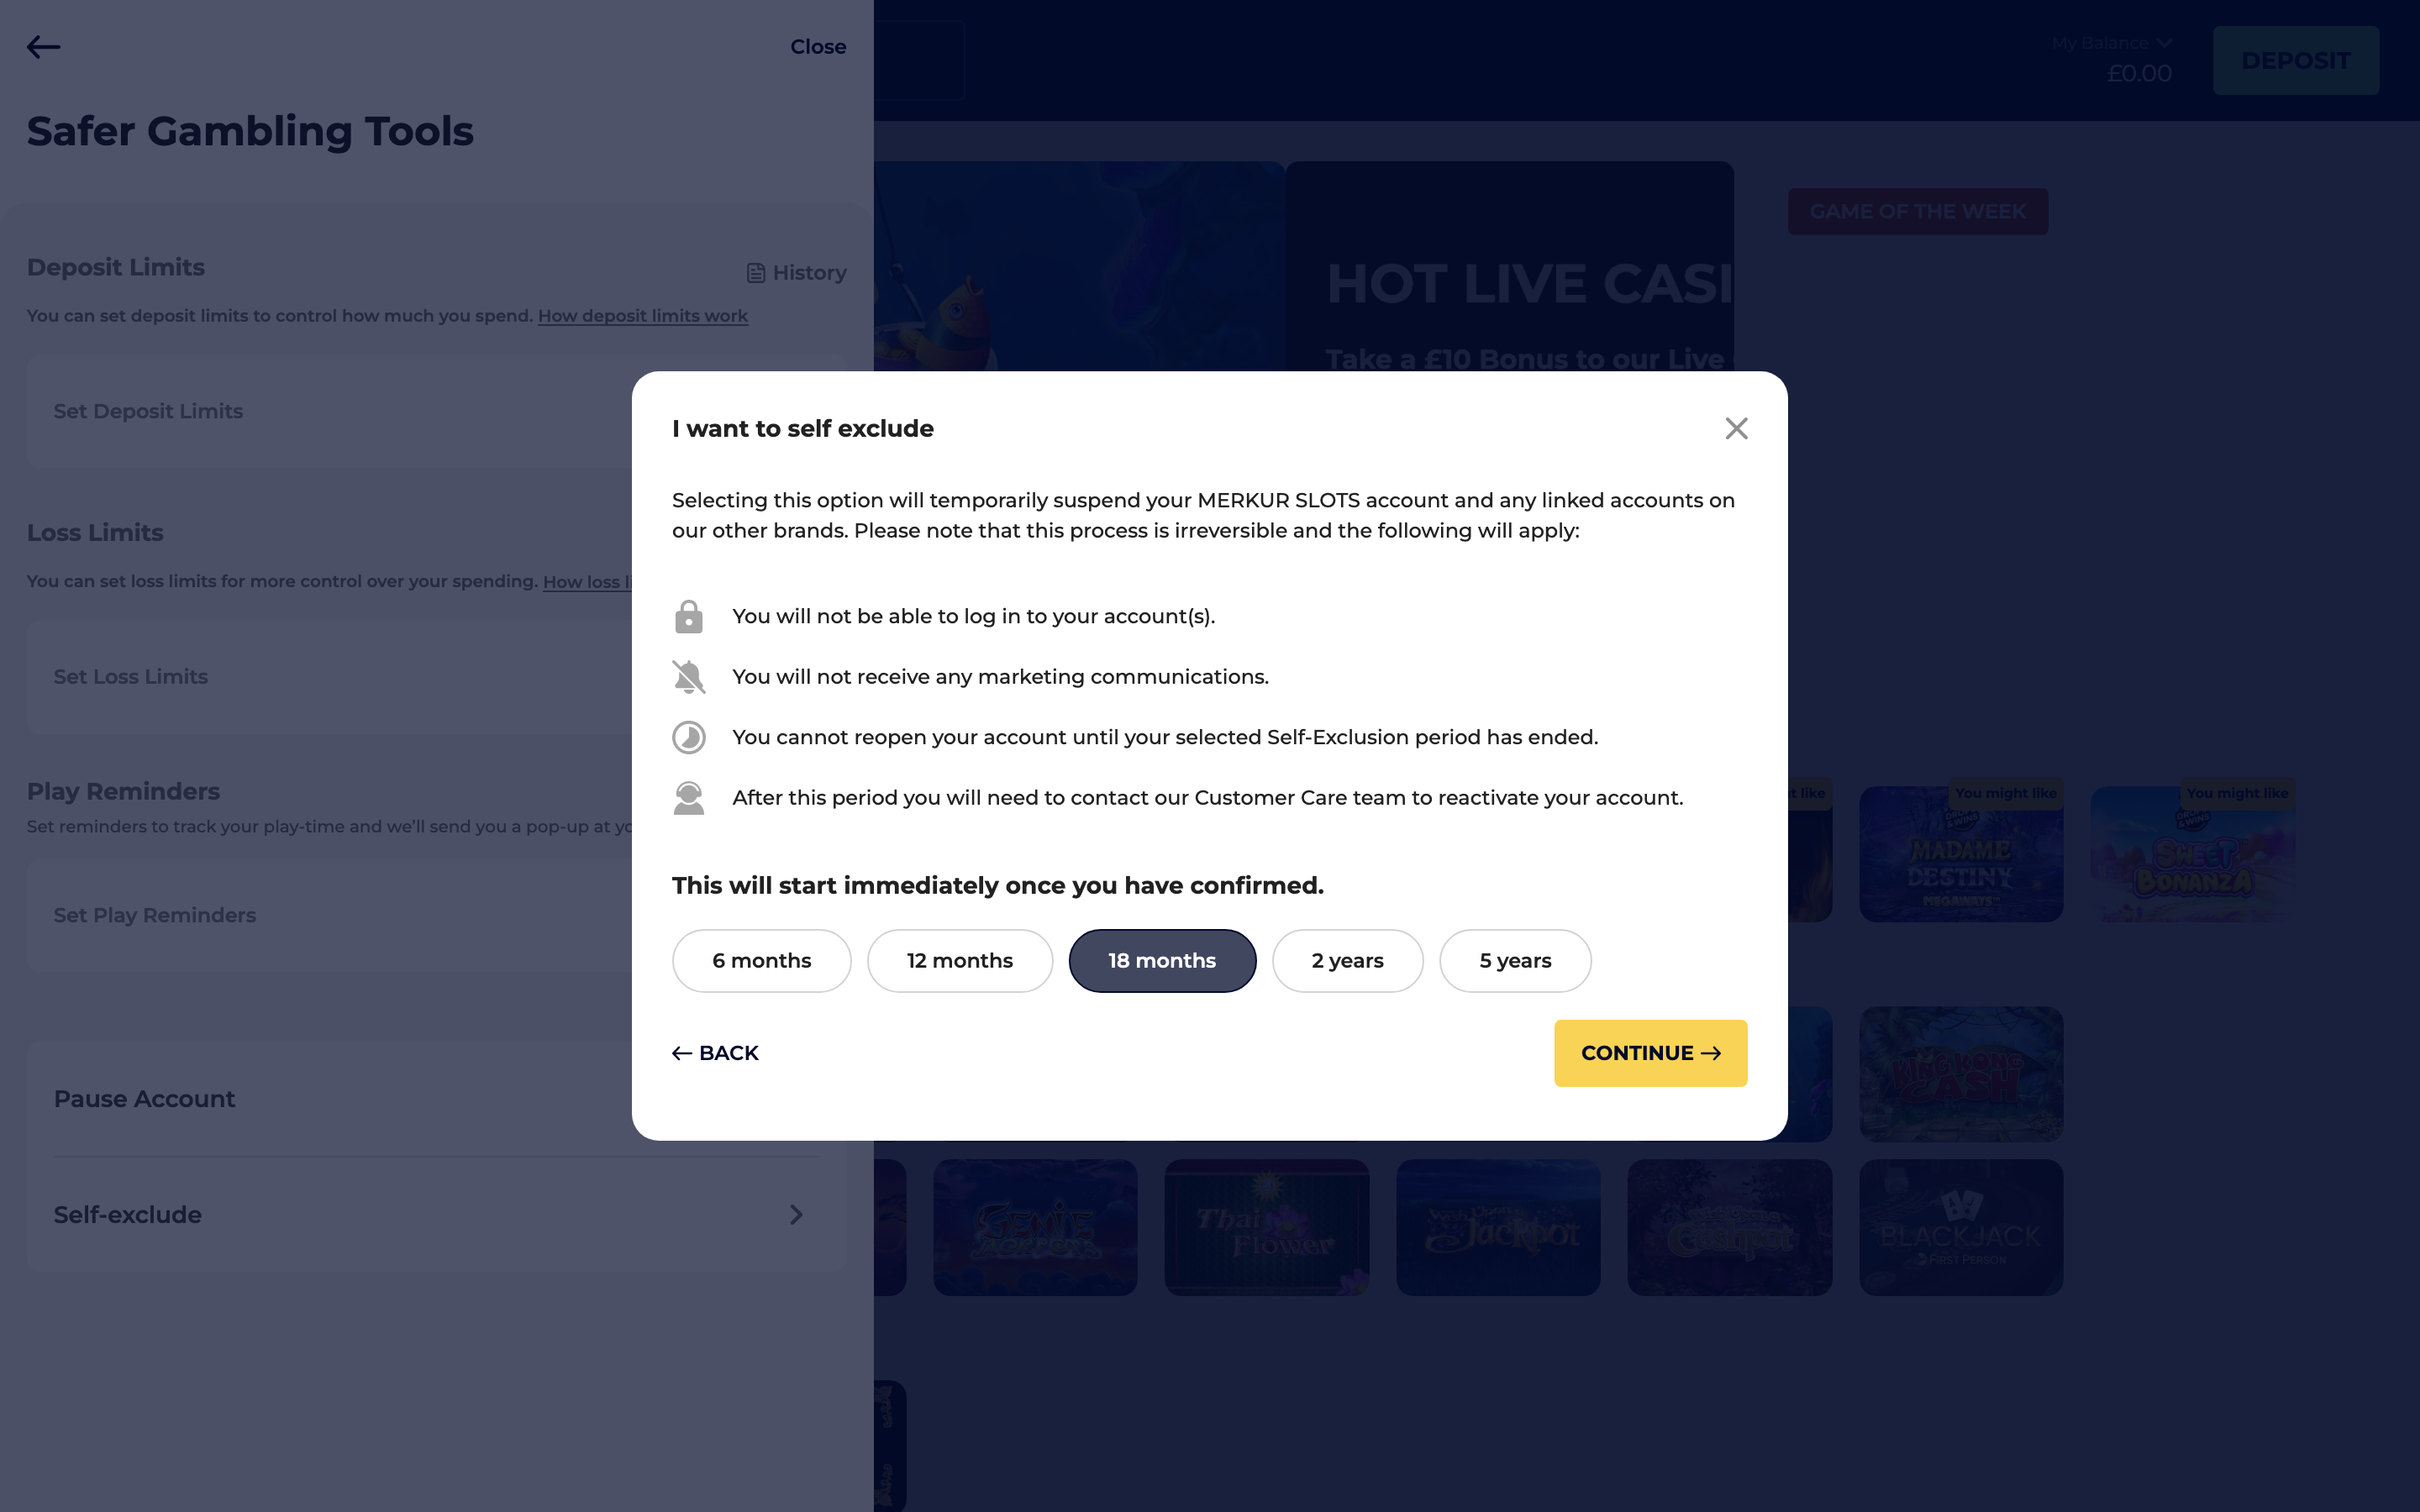 Close
Safer Gambling Tools
Deposit Limits
History
You can set deposit limits to control how much you spend. How deposit limits work
Set Deposit Limits
Loss Limits
You can set loss limits for more control over your spending. How loss
Set Loss Limits
Play Reminders
Set reminders to track your play-time and we'll send you a pop-up at
Set Play Reminders
Pause Account
Self-exclude
My Balance
£0.00
DEPOSIT
GAME OF THE WEEK
HOT LIVE CASI
Take a £10 Bonus to our Live
I want to self exclude
Selecting this option will temporarily suspend your MERKUR SLOTS account and any linked accounts on
our other brands. Please note that this process is irreversible and the following will apply:
You will not be able to log in to your account(s).
You will not receive any marketing communications.
You cannot reopen your account until your selected Self-Exclusion period has ended.
After this period you will need to contact our Customer Care team to reactivate your account.
This will start immediately once you have confirmed.
6 months
12 months
18 months
2 years
5 years
BACK
CONTINUE
like
You might like
You might like
MADAME
DESTINY
MEGAWAYS
SWEET
BONANZA
KING KONG
CASH
GENIE
JACKPOTS
Thai
Flower
Wish Upon a
Jackpot
BLACKJACK
FIRST PERSON